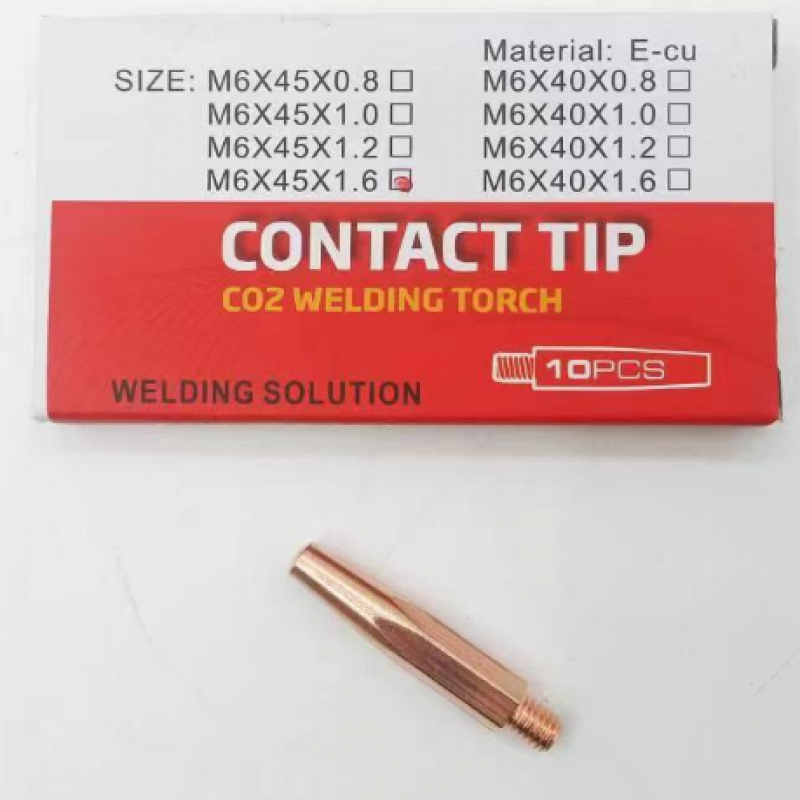 Material: E-cu
SIZE: M6X45X0.8 M6X40X0.8
M6X45X1.0 M6X40X1.0
M6X45X1.2 M6X40X1.2
M6X45X1.6 M6X40X1.6
CONTACT TIP
CO2 WELDING TORCH
10PCS
WELDING SOLUTION